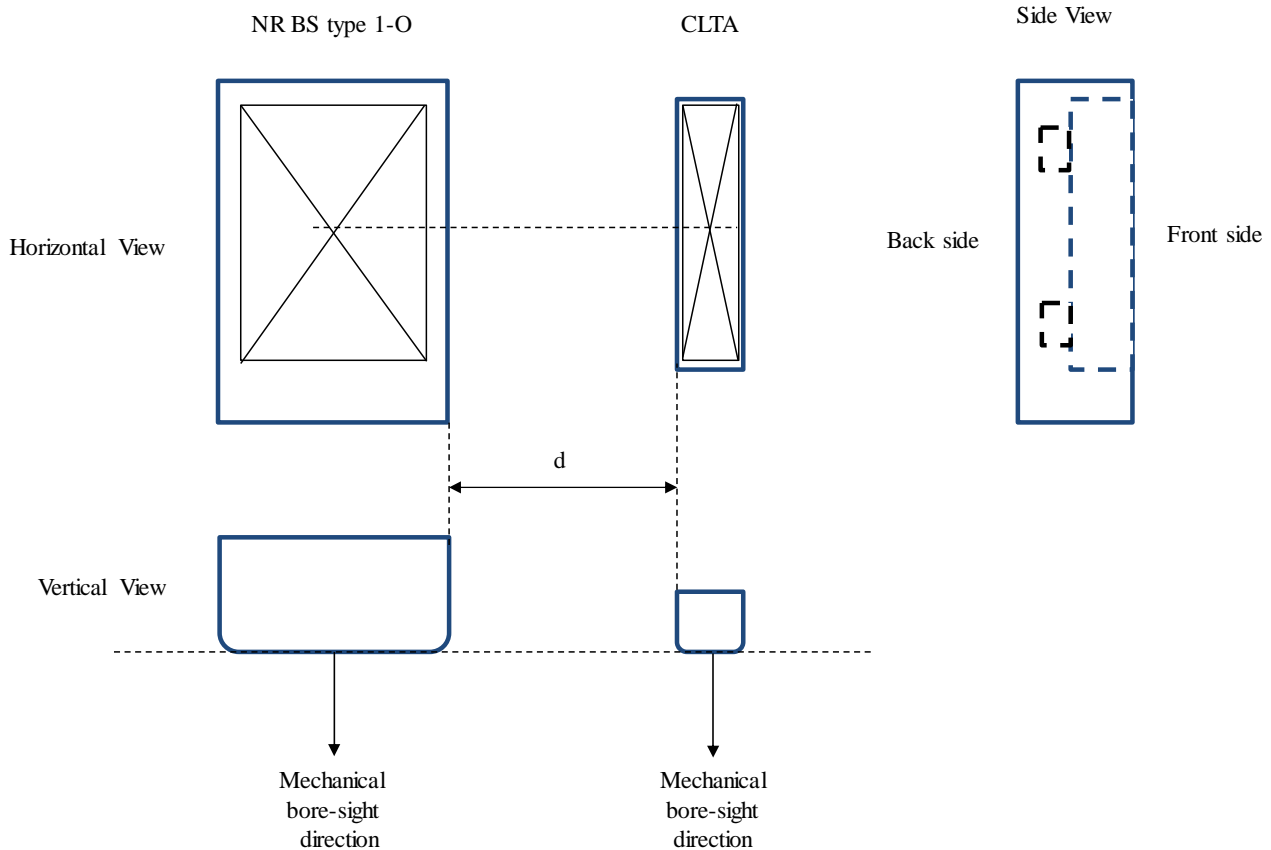 NR BS type 1-O
CLTA
Side View
Horizontal View
Back side
Front side
d
Vertical View
Mechanical
bore-sight
direction
Mechanical
bore-sight
direction